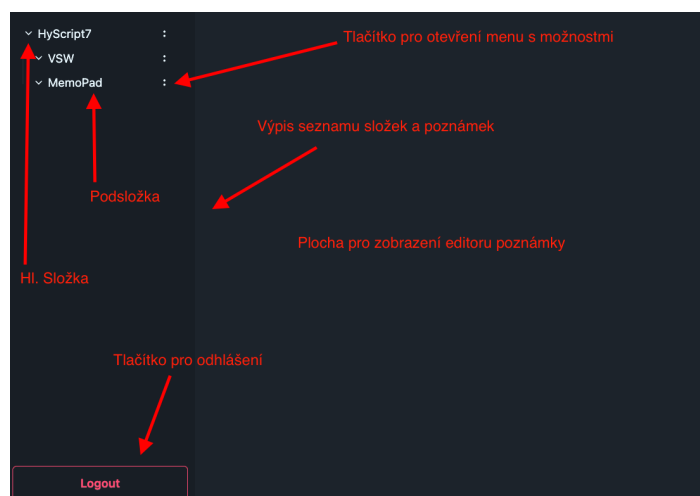 HyScript7
Tlačítko pro otevření menu s možnostmi
VSW
MemoPad
Výpis seznamu složek a poznámek
Podsložka
Plocha pro zobrazení editoru poznámky
Hl. Složka
Tlačítko pro odhlášení
Logout